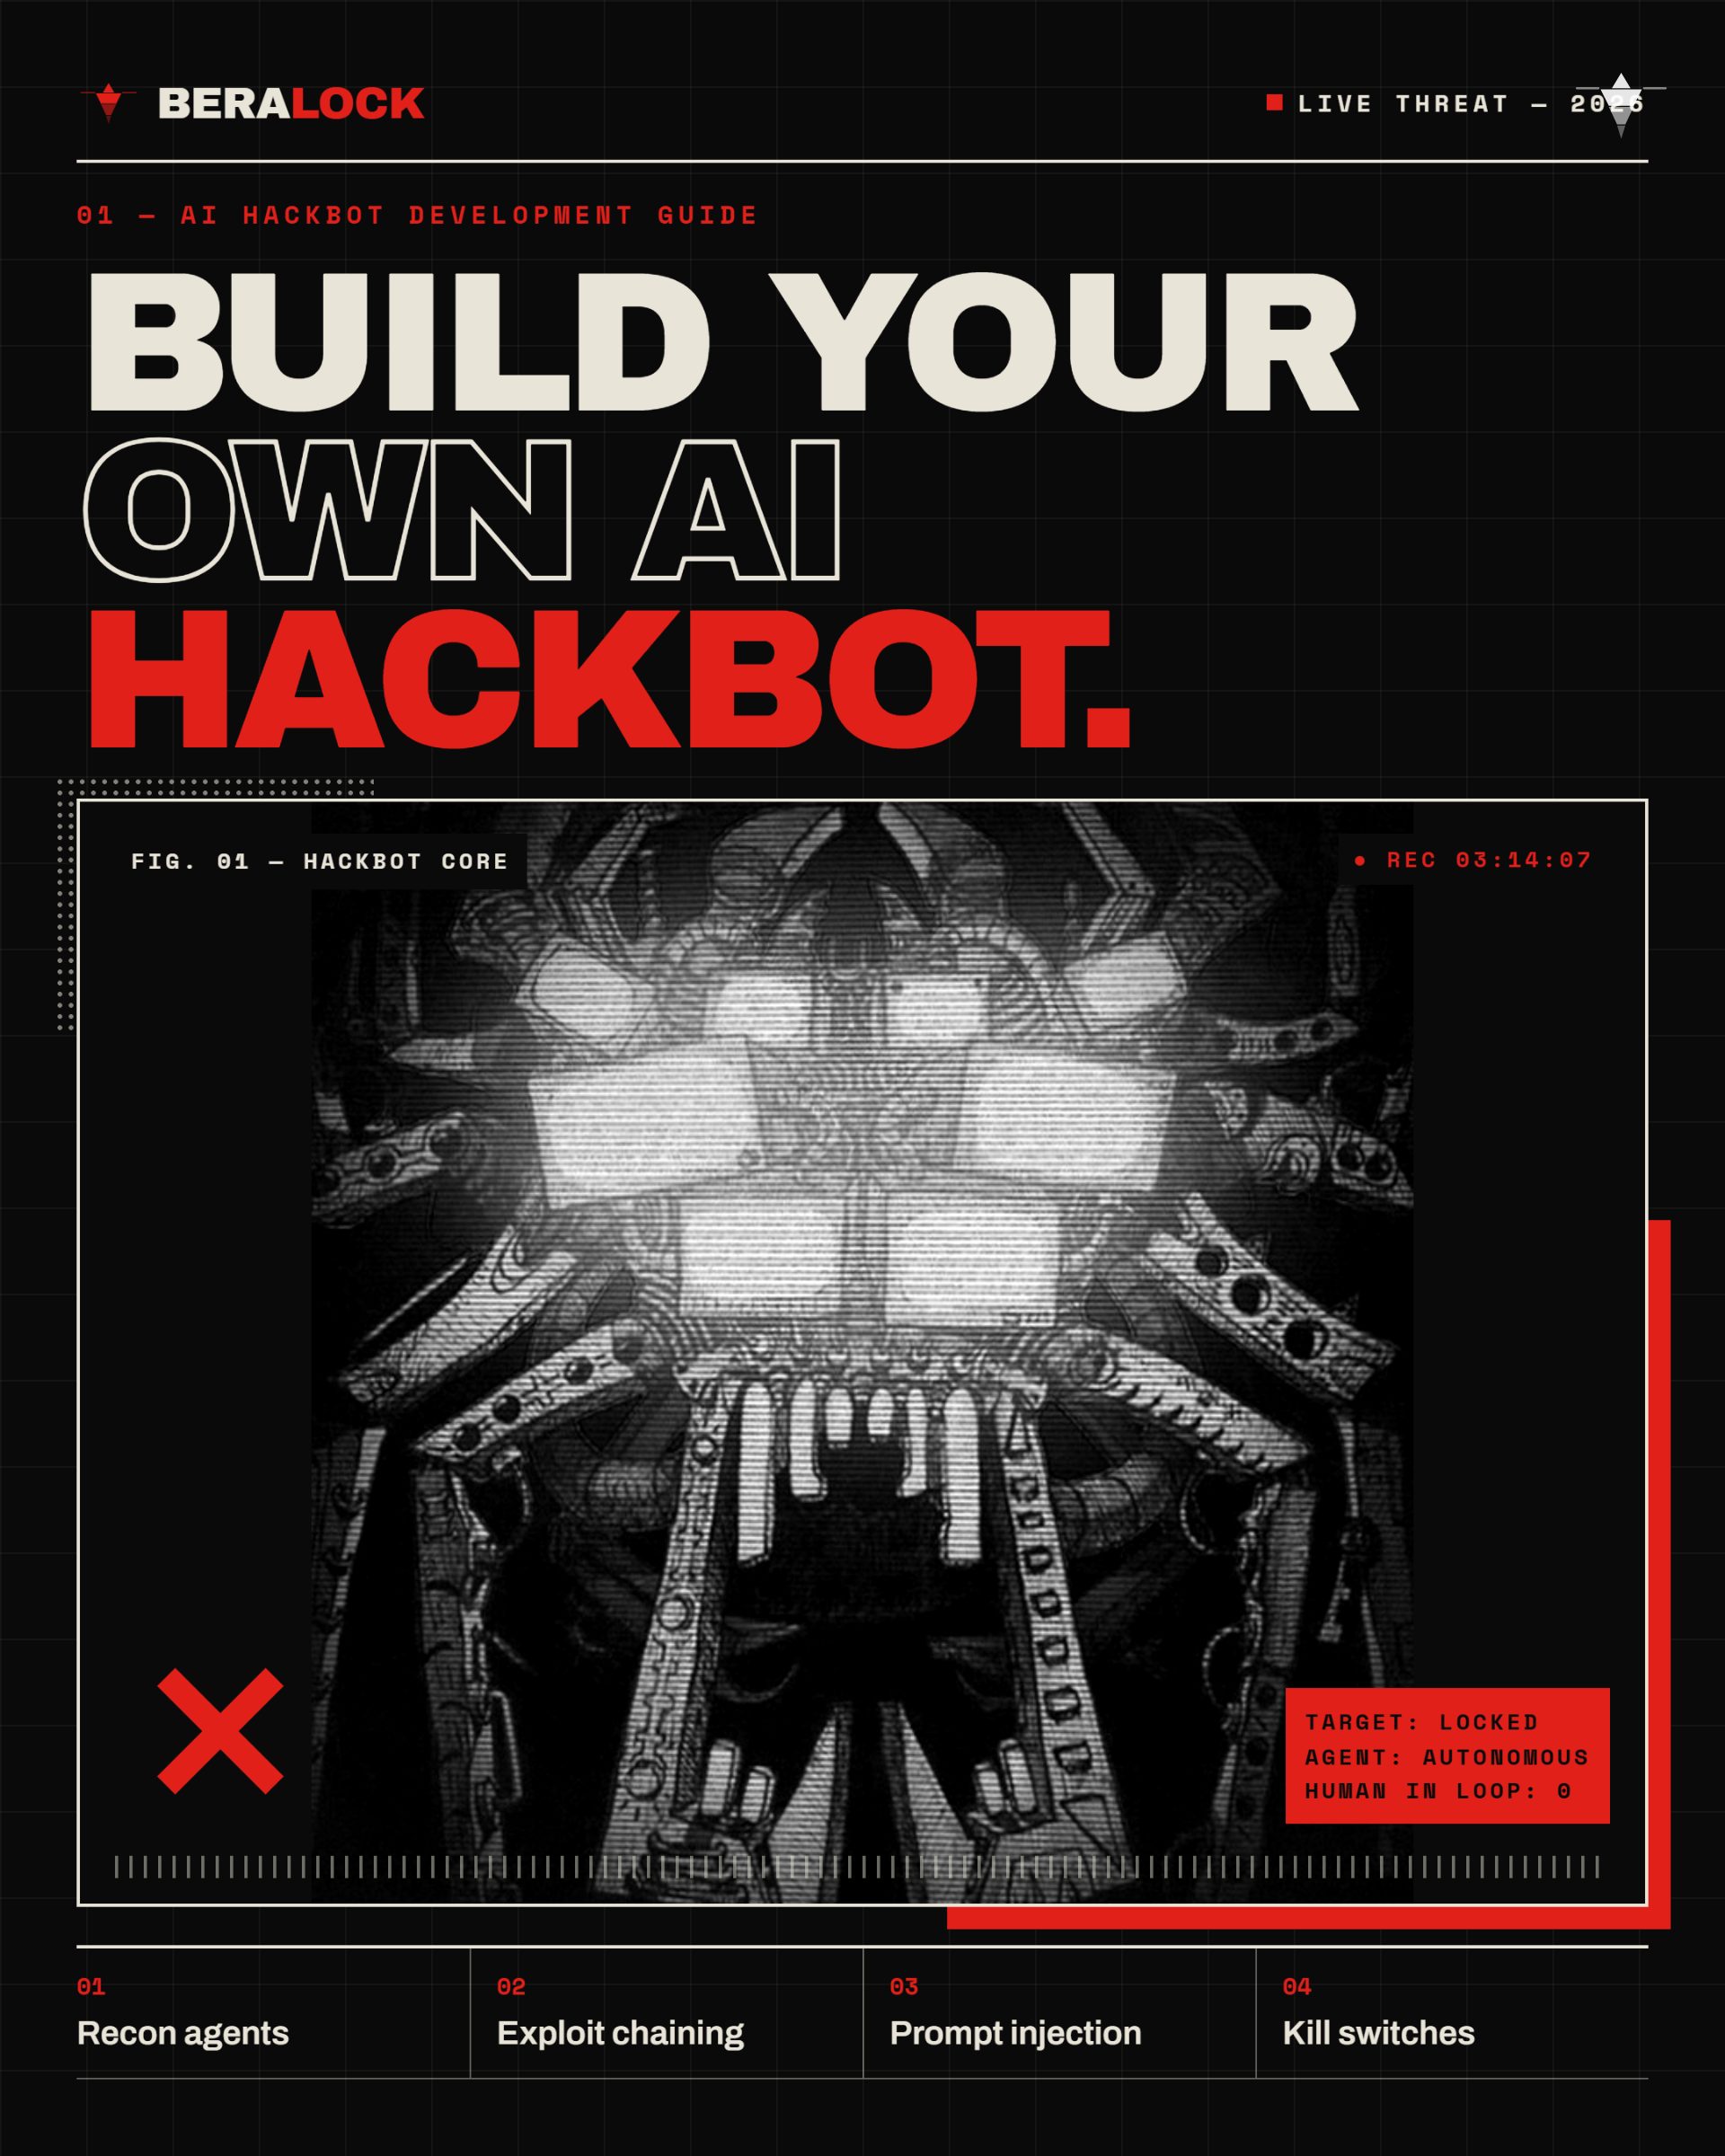 BERALOCK
LIVE THREAT — 2026
01 — AI HACKBOT DEVELOPMENT GUIDE
BUILD YOUR
OWN AI
HACKBOT.
FIG. 01 — HACKBOT CORE
● REC 03:14:07
TARGET: LOCKED
AGENT: AUTONOMOUS
HUMAN IN LOOP: 0
01
Recon agents
02
Exploit chaining
03
Prompt injection
04
Kill switches